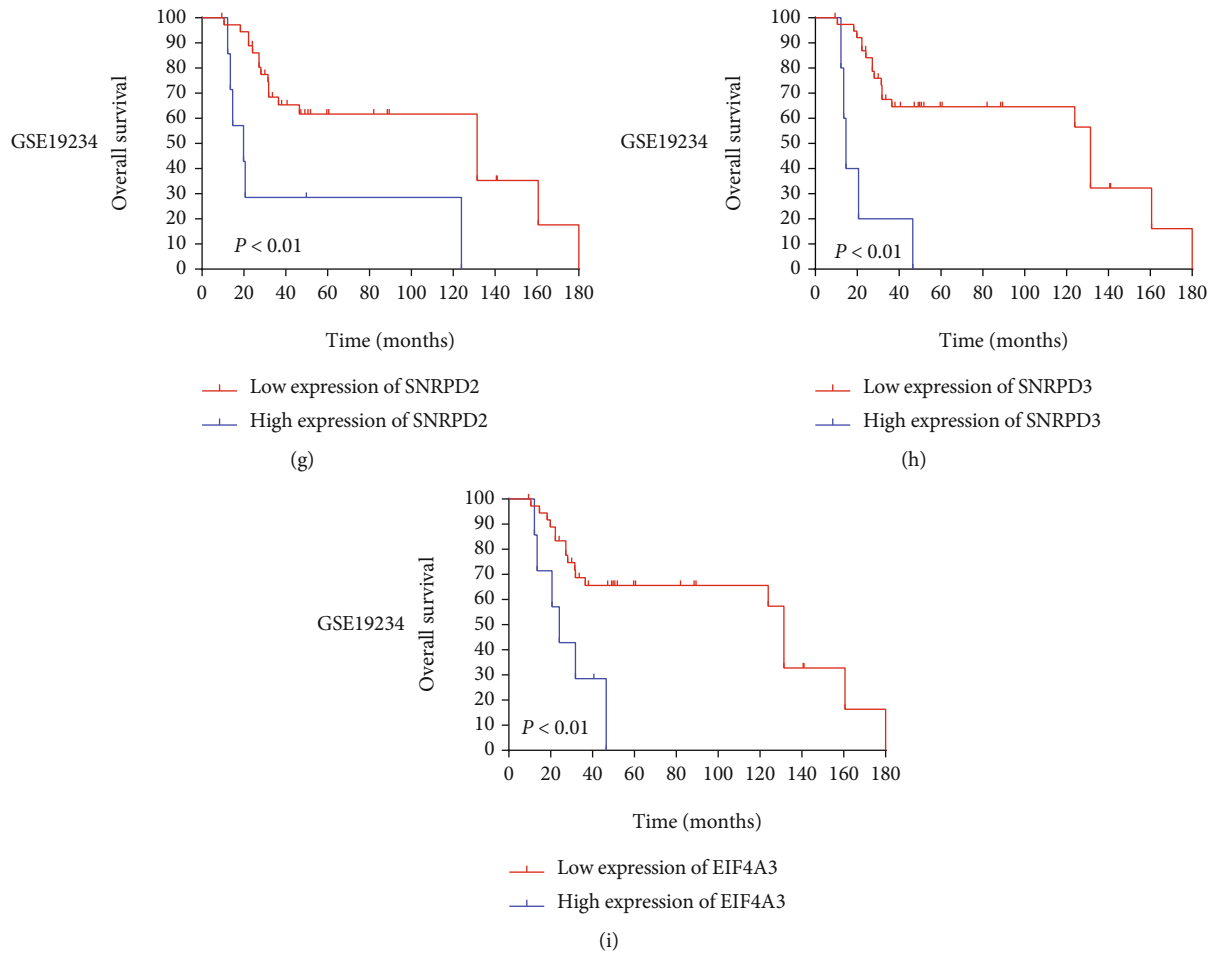 GSE19234
Overall survival
100
90
80
70
60
50
40
30
20
10
0
P < 0.01
0 20 40 60 80 100 120 140 160 180
Time (months)
Low expression of SNRPD2
High expression of SNRPD2
(g)
GSE19234
Overall survival
100
90
80
70
60
50
40
30
20
10
0
P < 0.01
0 20 40 60 80 100 120 140 160 180
Time (months)
Low expression of SNRPD3
High expression of SNRPD3
(h)
GSE19234
Overall survival
100
90
80
70
60
50
40
30
20
10
0
P < 0.01
0 20 40 60 80 100 120 140 160 180
Time (months)
Low expression of EIF4A3
High expression of EIF4A3
(i)